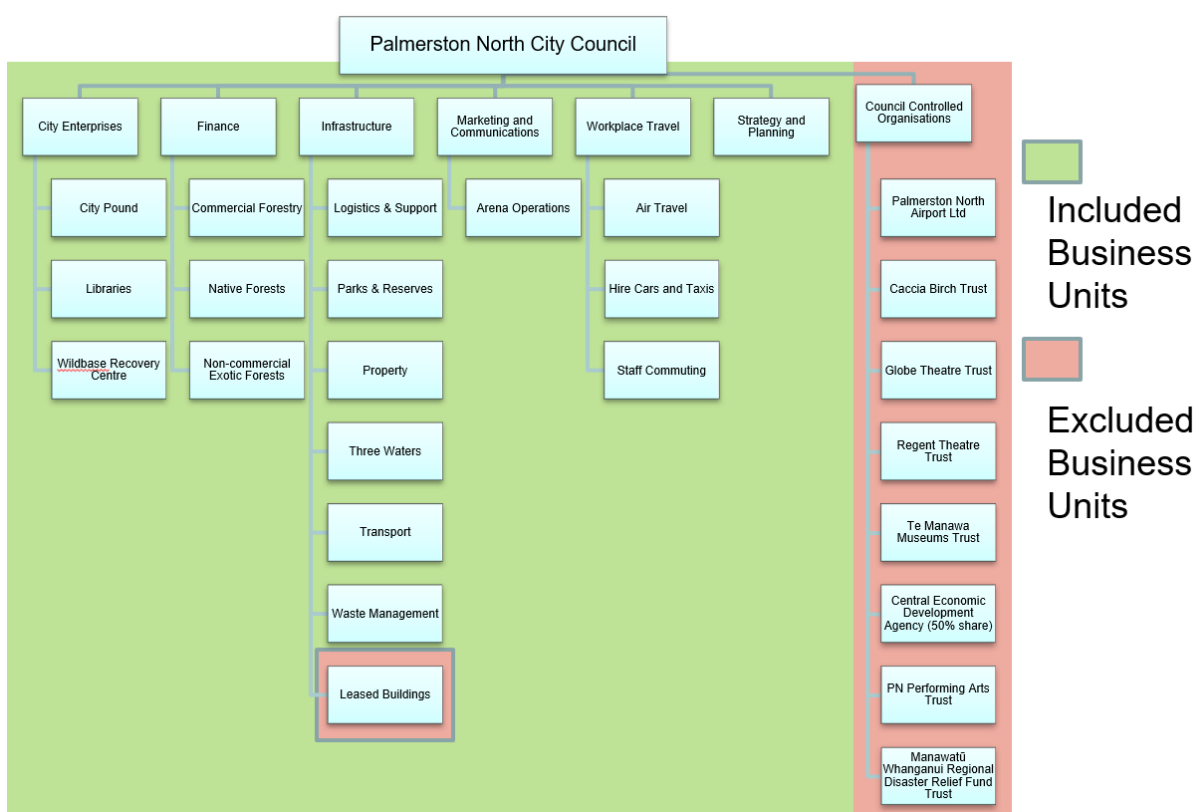 Palmerston North City Council
City Enterprises
Finance
Infrastructure
Marketing and
Communications
Workplace Travel
Strategy and
Planning
Council Controlled
Organisations
City Pound
Commercial Forestry
Logistics & Support
Arena Operations
Air Travel
Palmerston North
Airport Ltd
Libraries
Native Forests
Parks & Reserves
Hire Cars and Taxis
Caccia Birch Trust
Wildbase Recovery
Centre
Non-commercial
Exotic Forests
Property
Staff Commuting
Globe Theatre Trust
Three Waters
Regent Theatre
Trust
Transport
Te Manawa
Museums Trust
Waste Management
Central Economic
Development
Agency (50% share)
Leased Buildings
PN Performing Arts
Trust
Manawatū
Whanganui Regional
Disaster Relief Fund
Trust
Included
Business
Units
Excluded
Business
Units